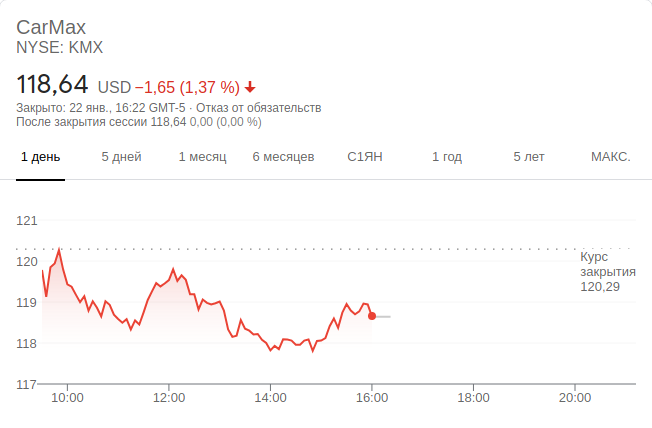 CarMax
NYSE: KMX
118,64 USD −1,65 (1,37 %)
Закрыто: 22 янв., 16:22 GMT-5 · Отказ от обязательств
После закрытия сессии 118,64 0,00 (0,00 %)
1 день 5 дней 1 месяц 6 месяцев С1ЯН 1 год 5 лет МАКС.
121
120
119
118
117
Курс
закрытия
120,29
10:00 12:00 14:00 16:00 18:00 20:00